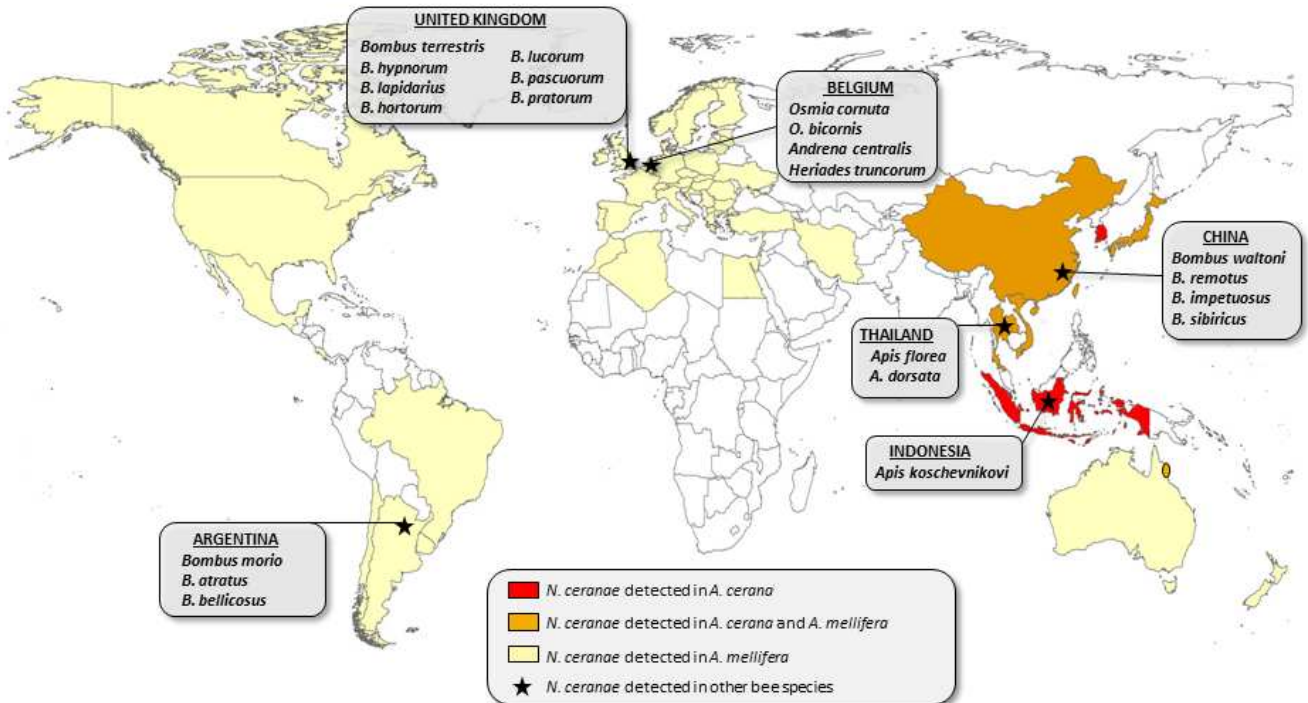 UNITED KINGDOM
Bombus terrestris
B. hypnorum
B. lapidarius
B. hortorum
B. lucorum
B. pascuorum
B. pratorum
BELGIUM
Osmia cornuta
O. bicornis
Andrena centralis
Heriades truncorum
CHINA
Bombus waltoni
B. remotus
B. impetuosus
B. sibiricus
THAILAND
Apis florea
A. dorsata
INDONESIA
Apis koschevnikovi
ARGENTINA
Bombus morio
B. atratus
B. bellicosus
N. ceranae detected in A. cerana
N. ceranae detected in A. cerana and A. mellifera
N. ceranae detected in A. mellifera
N. ceranae detected in other bee species